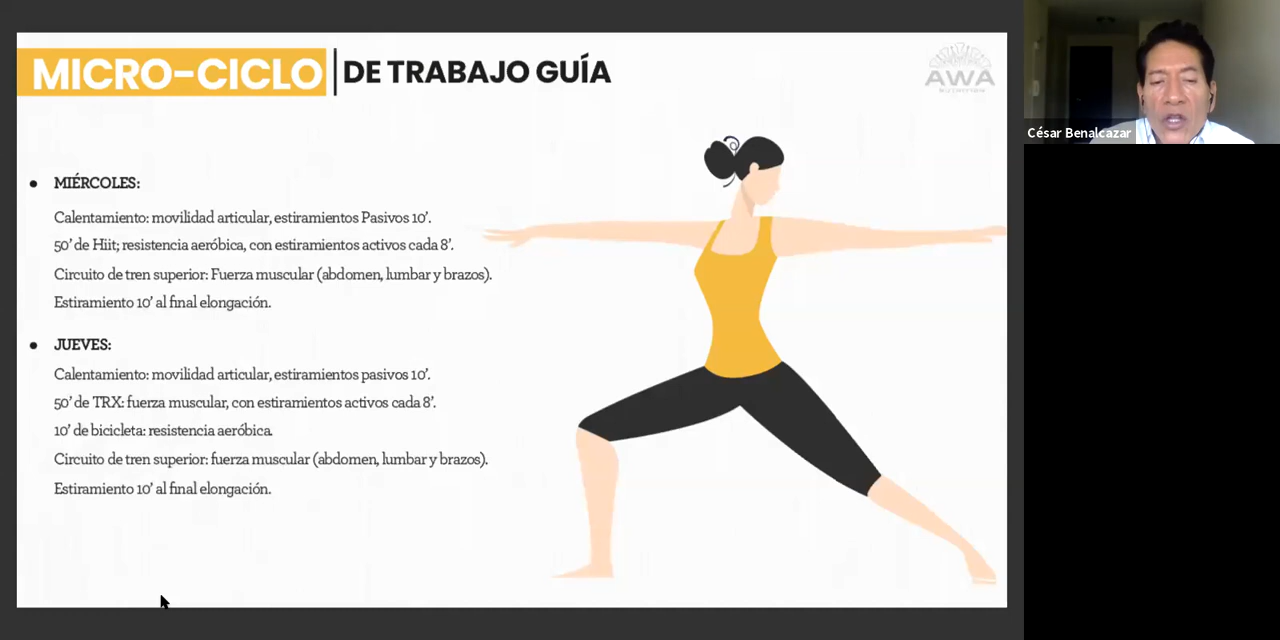 MICRO-CICLO DE TRABAJO GUÍA
AWA
César Benalcazar
• MIÉRCOLES:
Calentamiento: movilidad articular, estiramientos Pasivos 10’.
50’ de Hiit; resistencia aeróbica, con estiramientos activos cada 8’.
Circuito de tren superior: Fuerza muscular (abdomen, lumbar y brazos).
Estiramiento 10’ al final elongación.
• JUEVES:
Calentamiento: movilidad articular, estiramientos pasivos 10’.
50’ de TRX: fuerza muscular, con estiramientos activos cada 8’.
10’ de bicicleta: resistencia aeróbica.
Circuito de tren superior: fuerza muscular (abdomen, lumbar y brazos).
Estiramiento 10’ al final elongación.